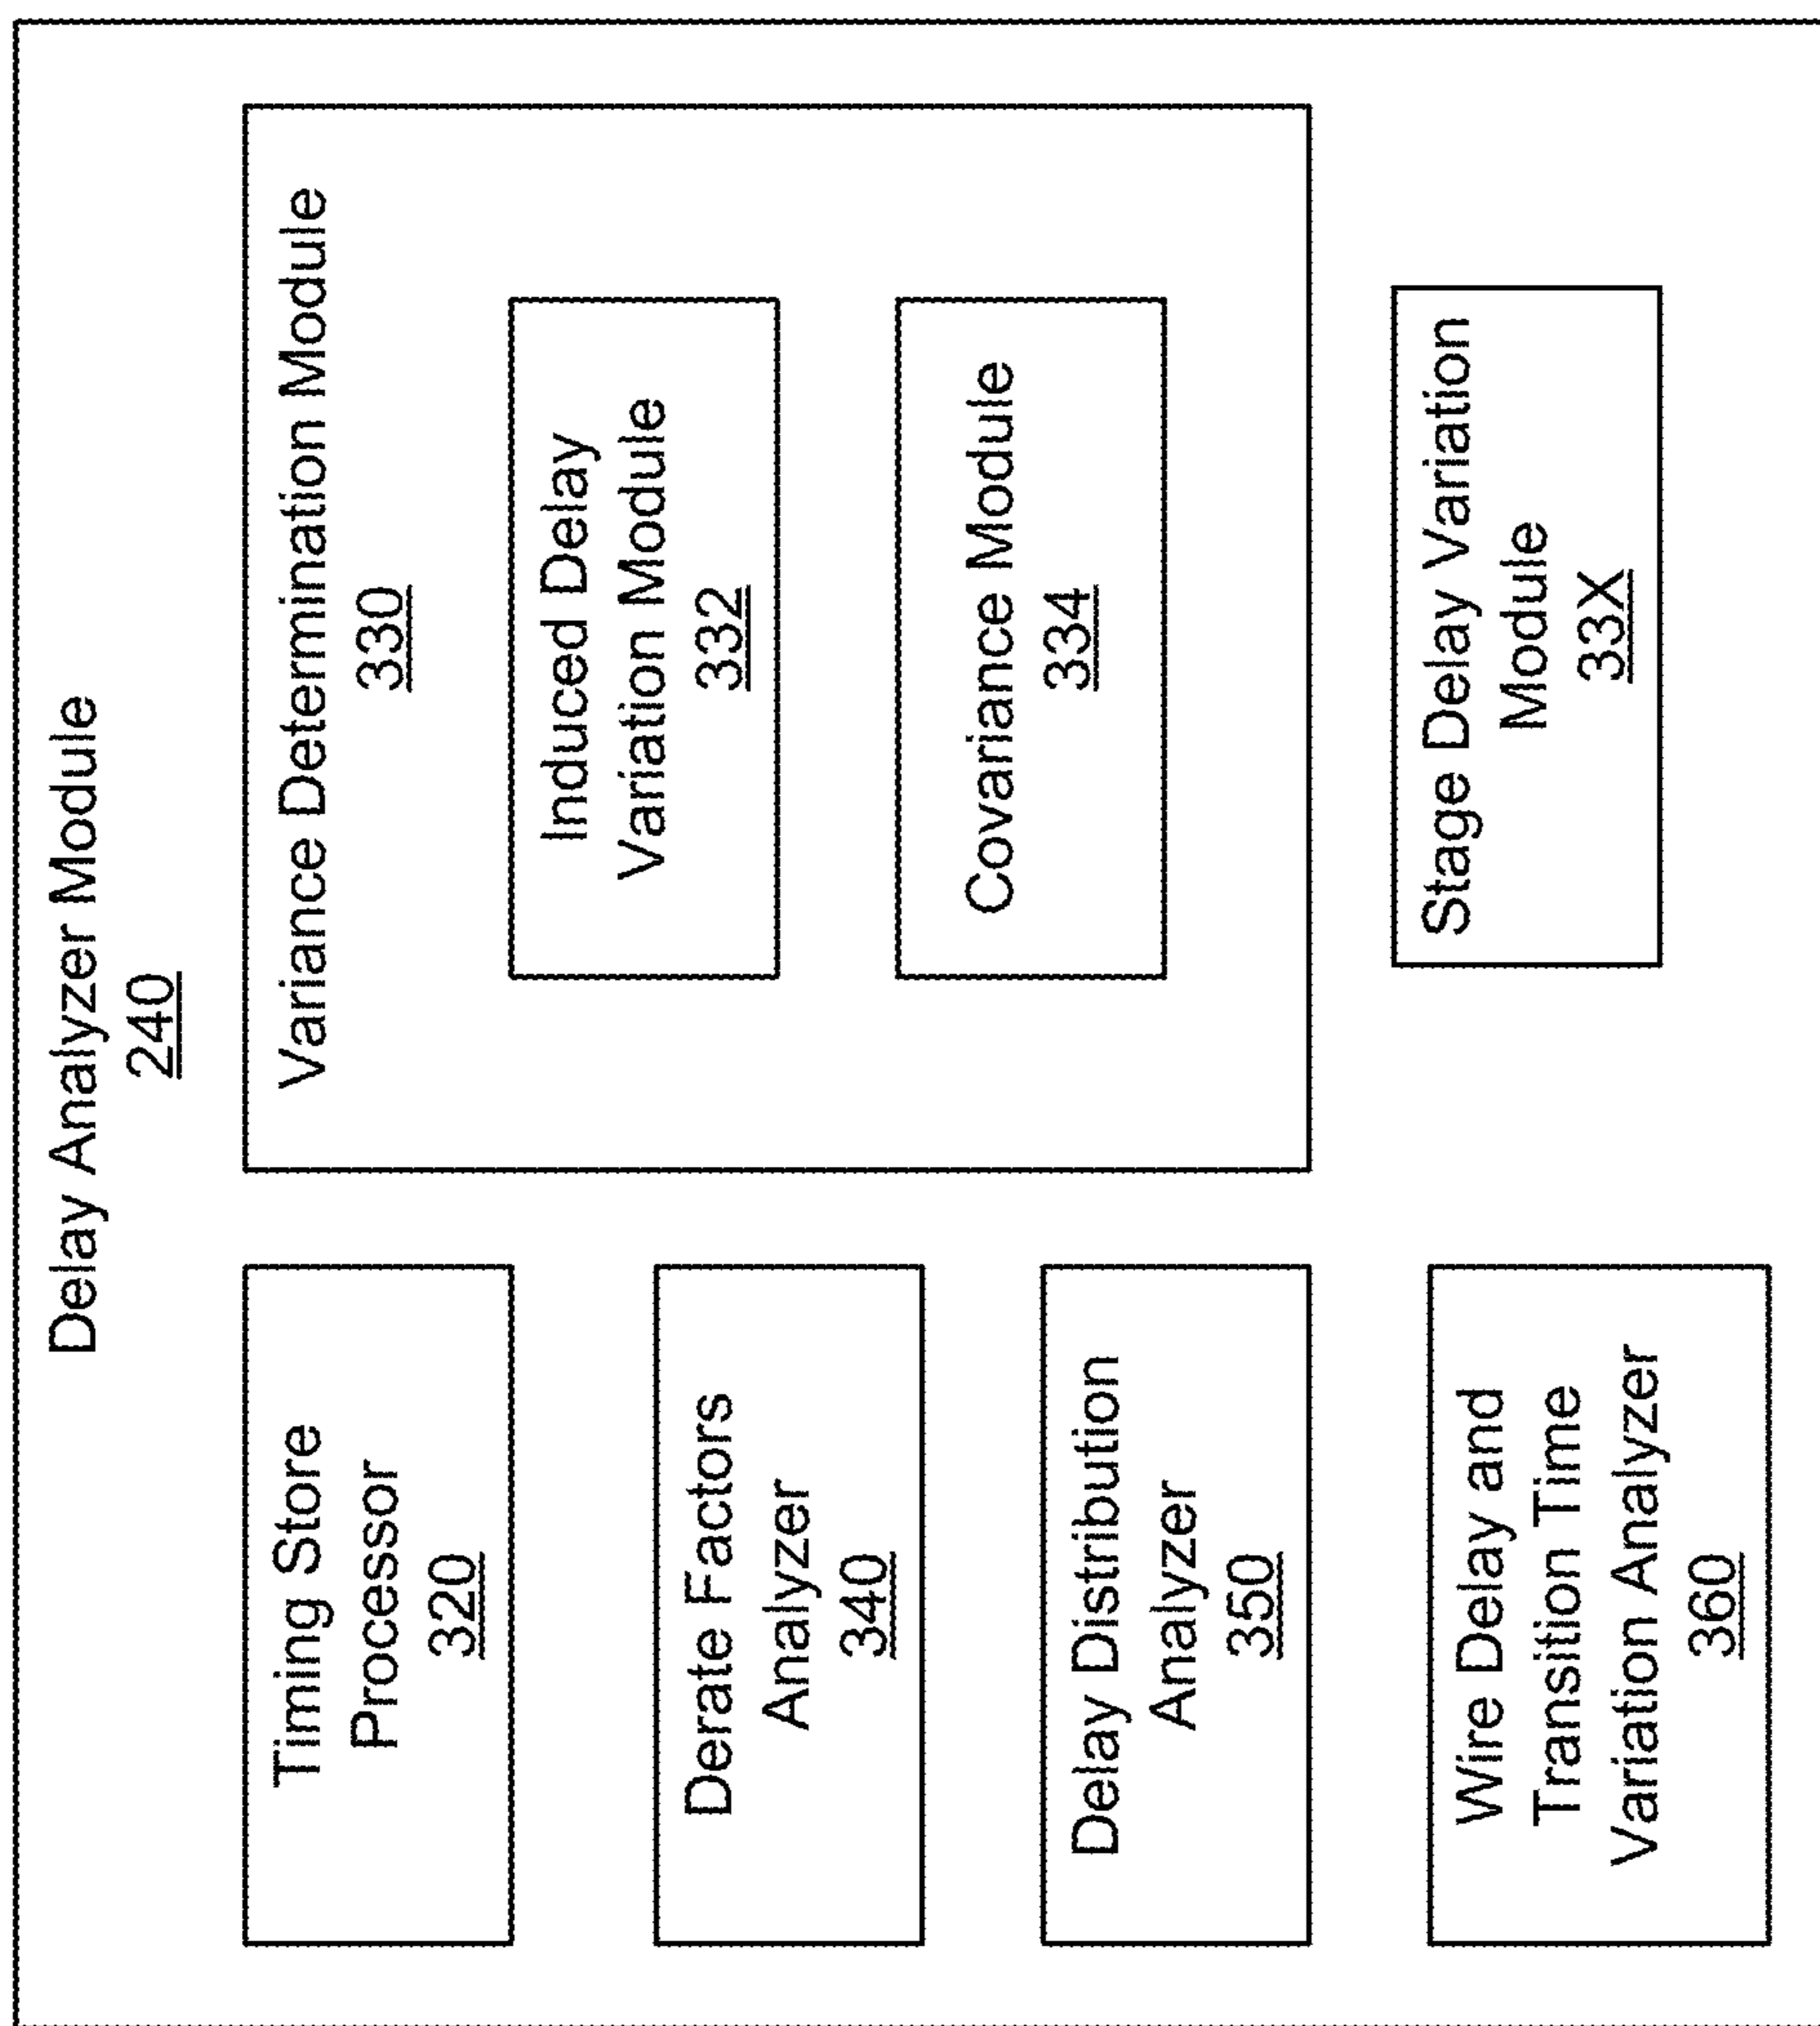 Delay Analyzer Module
240
Timing Store
Processor
320
Derate Factors
Analyzer
340
Delay Distribution
Analyzer
350
Wire Delay and
Transition Time
Variation Analyzer
360
Variance Determination Module
330
Induced Delay
Variation Module
332
Covariance Module
334
Stage Delay Variation
Module
33X